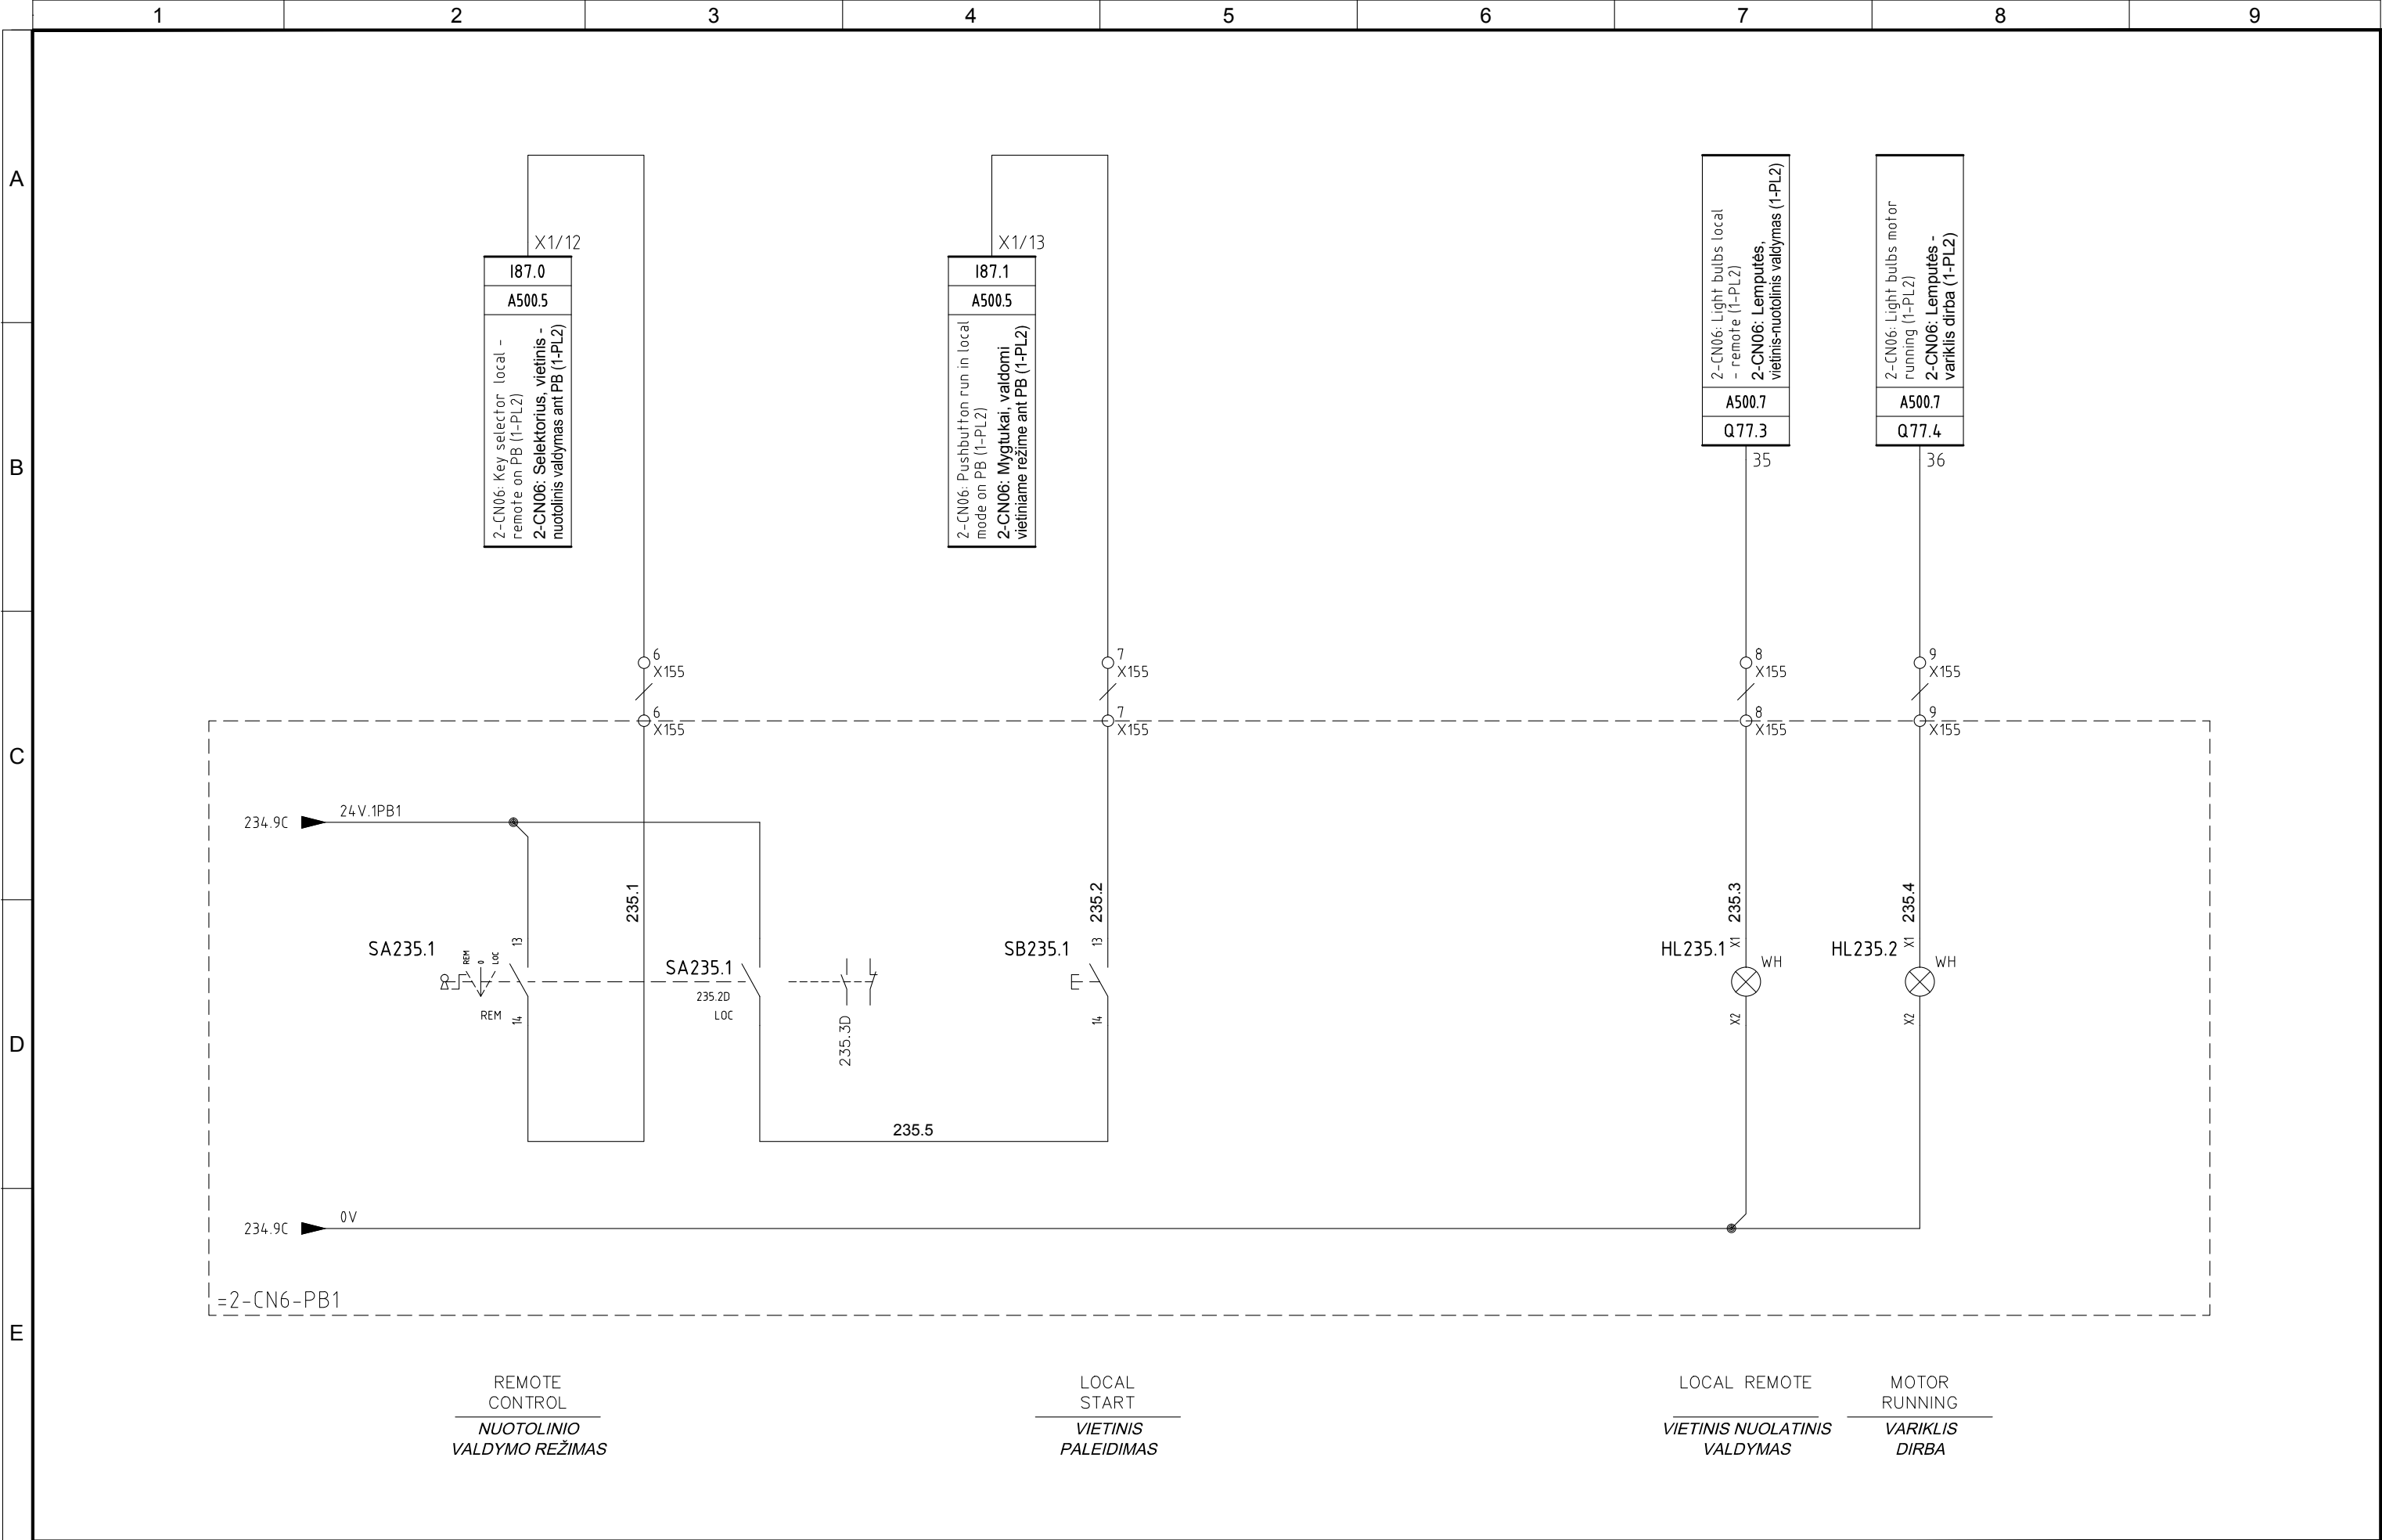 1 2 3 4 5 6 7 8 9
A
B
C
D
E
X1/12
I87.0
A500.5
2-CN06: Key selector local -
remote on PB (1-PL2)
2-CN06: Selektorius, vietinis -
nuotolinis valdymas ant PB (1-PL2)
X1/13
I87.1
A500.5
2-CN06: Pushbutton run in local
mode on PB (1-PL2)
2-CN06: Mygtukai, valdomi
vietiniame režime ant PB (1-PL2)
2-CN06: Light bulbs local
- remote (1-PL2)
2-CN06: Lemputės,
vietinis-nuotolinis valdymas (1-PL2)
A500.7
Q77.3
35
2-CN06: Light bulbs motor
running (1-PL2)
2-CN06: Lemputės -
variklis dirba (1-PL2)
A500.7
Q77.4
36
6
X155
6
X155
7
X155
7
X155
8
X155
8
X155
9
X155
9
X155
234.9C
24V.1PB1
235.1
235.2
235.3
235.4
SA235.1
REM
0
LOC
13
REM
14
SA235.1
235.2D
LOC
235.3D
SB235.1
13
14
HL235.1
X1
WH
X2
HL235.2
X1
WH
X2
235.5
234.9C
0V
=2-CN6-PB1
REMOTE
CONTROL
NUOTOLINIO
VALDYMO REŽIMAS
LOCAL
START
VIETINIS
PALEIDIMAS
LOCAL REMOTE
VIETINIS NUOLATINIS
VALDYMAS
MOTOR
RUNNING
VARIKLIS
DIRBA